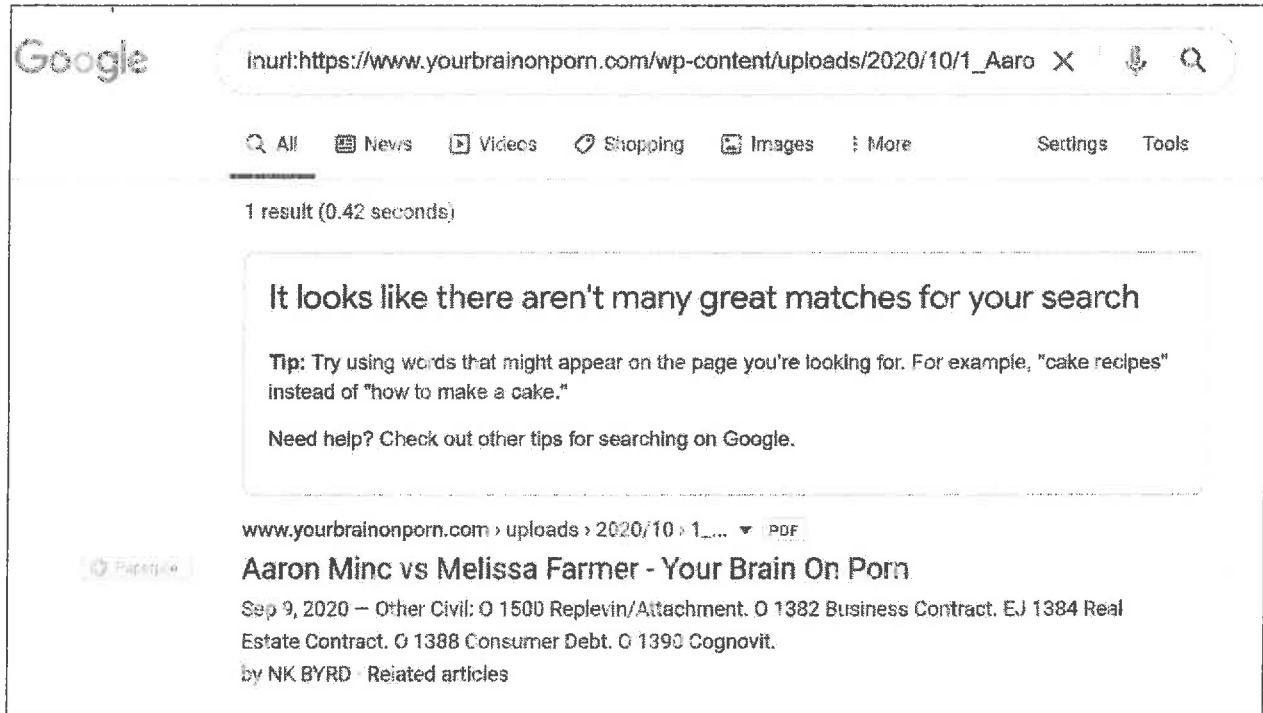 Google
inurl:https://www.yourbrainonporn.com/wp-content/uploads/2020/10/1_Aaro
All News Videos Shopping Images More Settings Tools
1 result (0.42 seconds)
It looks like there aren't many great matches for your search
Tip: Try using words that might appear on the page you're looking for. For example, "cake recipes"
instead of "how to make a cake."
Need help? Check out other tips for searching on Google.
www.yourbrainonporn.com › uploads › 2020/10 › 1_... PDF
Aaron Minc vs Melissa Farmer - Your Brain On Porn
Sep 9, 2020 — Other Civil: O 1500 Replevin/Attachment. O 1382 Business Contract. EJ 1384 Real
Estate Contract. O 1388 Consumer Debt. O 1390 Cognovit.
by NK BYRD · Related articles